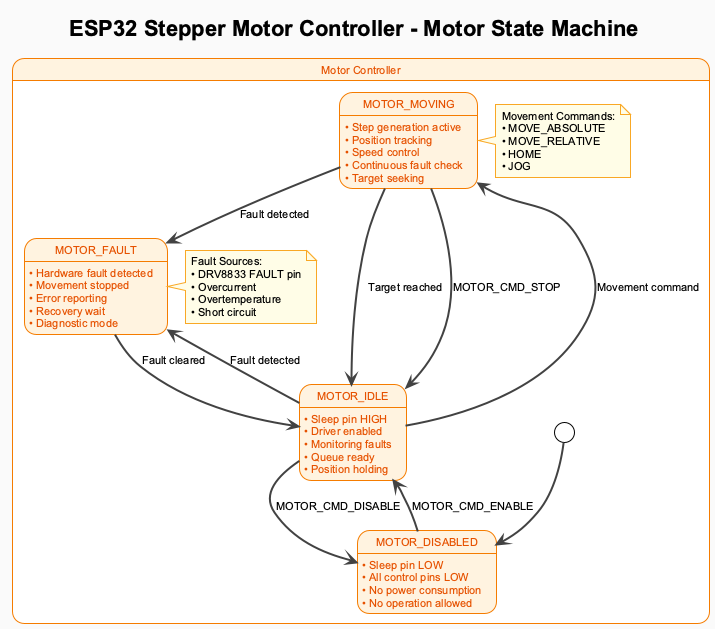 ESP32 Stepper Motor Controller - Motor State Machine
Motor Controller
MOTOR_MOVING
• Step generation active
• Position tracking
• Speed control
• Continuous fault check
• Target seeking
Movement Commands:
• MOVE_ABSOLUTE
• MOVE_RELATIVE
• HOME
• JOG
Fault detected
MOTOR_FAULT
• Hardware fault detected
• Movement stopped
• Error reporting
• Recovery wait
• Diagnostic mode
Fault Sources:
• DRV8833 FAULT pin
• Overcurrent
• Overtemperature
• Short circuit
Target reached
MOTOR_CMD_STOP
Movement command
Fault cleared
Fault detected
MOTOR_IDLE
• Sleep pin HIGH
• Driver enabled
• Monitoring faults
• Queue ready
• Position holding
MOTOR_CMD_DISABLE
MOTOR_CMD_ENABLE
MOTOR_DISABLED
• Sleep pin LOW
• All control pins LOW
• No power consumption
• No operation allowed